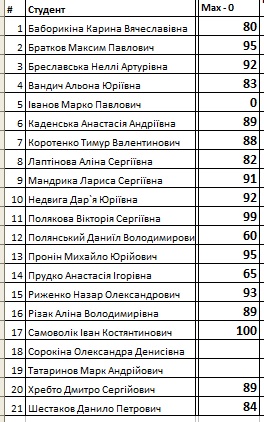 # Студент Max - 0
1 Баборикіна Карина Вячеславівна 80
2 Братков Максим Павлович 95
3 Бреславська Неллі Артурівна 92
4 Вандич Альона Юріївна 83
5 Іванов Марко Павлович 0
6 Каденська Анастасія Андріївна 89
7 Коротенко Тимур Валентинович 88
8 Лаптінова Аліна Сергіївна 82
9 Мандрика Лариса Сергіївна 91
10 Недвига Дар`я Юріївна 92
11 Полякова Вікторія Сергіївна 99
12 Полянський Даниїл Володимирови 60
13 Пронін Михайло Юрійович 95
14 Прудко Анастасія Ігорівна 65
15 Риженко Назар Олександрович 93
16 Різак Аліна Володимирівна 89
17 Самоволік Іван Костянтинович 100
18 Сорокіна Олександра Денисівна
19 Татаринов Марк Андрійович
20 Хребто Дмитро Сергійович 89
21 Шестаков Данило Петрович 84